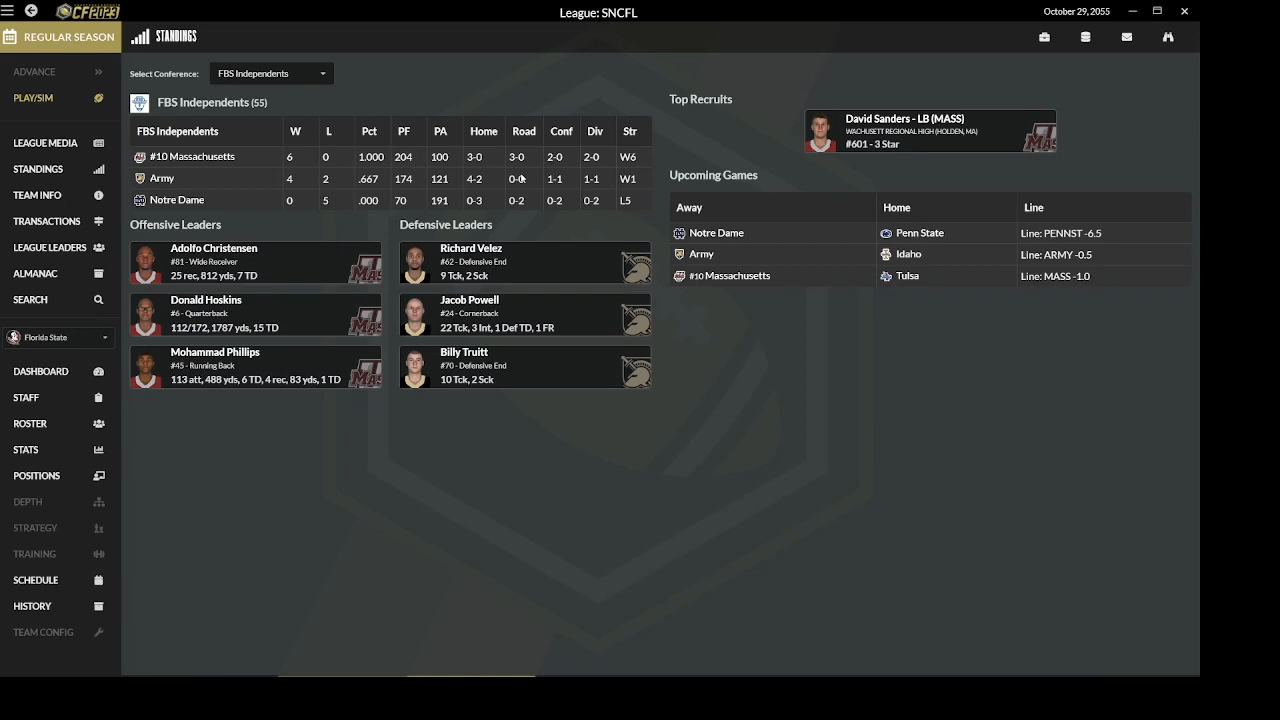 CF2023 League: SNCFL October 29, 2055
REGULAR SEASON STANDINGS
ADVANCE
PLAY/SIM
LEAGUE MEDIA
STANDINGS
TEAM INFO
TRANSACTIONS
LEAGUE LEADERS
ALMANAC
SEARCH
Florida State
DASHBOARD
STAFF
ROSTER
STATS
POSITIONS
DEPTH
STRATEGY
TRAINING
SCHEDULE
HISTORY
TEAM CONFIG
Select Conference: FBS Independents
FBS Independents (55)
FBS Independents W L Pct PF PA Home Road Conf Div Str
#10 Massachusetts 6 0 1.000 204 100 3-0 3-0 2-0 2-0 W6
Army 4 2 .667 174 121 4-2 0-0 1-1 1-1 W1
Notre Dame 0 5 .000 70 191 0-3 0-2 0-2 0-2 L5
Offensive Leaders
Adolfo Christensen
#81 - Wide Receiver
25 rec, 812 yds, 7 TD
Donald Hoskins
#6 - Quarterback
112/172, 1787 yds, 15 TD
Mohammad Phillips
#45 - Running Back
113 att, 488 yds, 6 TD, 4 rec, 83 yds, 1 TD
Defensive Leaders
Richard Velez
#62 - Defensive End
9 Tck, 2 Sck
Jacob Powell
#24 - Cornerback
22 Tck, 3 Int, 1 Def TD, 1 FR
Billy Truitt
#70 - Defensive End
10 Tck, 2 Sck
Top Recruits
David Sanders - LB (MASS)
WACHUSETT REGIONAL HIGH (HOLDEN, MA)
#601 - 3 Star
Upcoming Games
Away Home Line
Notre Dame Penn State Line: PENNST -6.5
Army Idaho Line: ARMY -0.5
#10 Massachusetts Tulsa Line: MASS -1.0